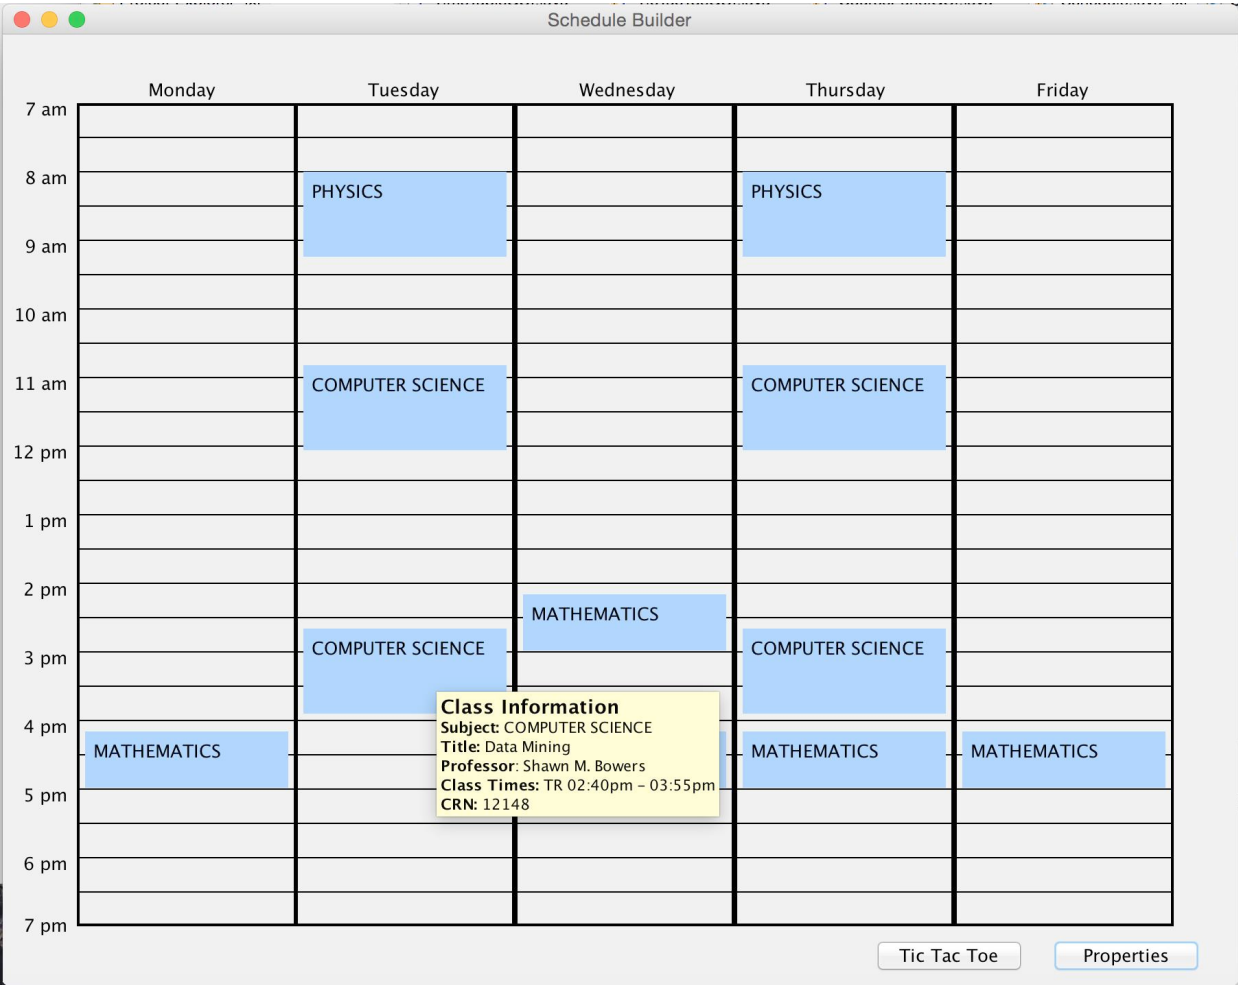 Schedule Builder
Monday Tuesday Wednesday Thursday Friday
7 am
8 am
PHYSICS PHYSICS
9 am
10 am
11 am
COMPUTER SCIENCE COMPUTER SCIENCE
12 pm
1 pm
2 pm
MATHEMATICS
COMPUTER SCIENCE COMPUTER SCIENCE
3 pm
Class Information
Subject: COMPUTER SCIENCE
4 pm
Title: Data Mining
MATHEMATICS MATHEMATICS MATHEMATICS
Professor: Shawn M. Bowers
Class Times: TR 02:40pm – 03:55pm
5 pm
CRN: 12148
6 pm
7 pm
Tic Tac Toe Properties